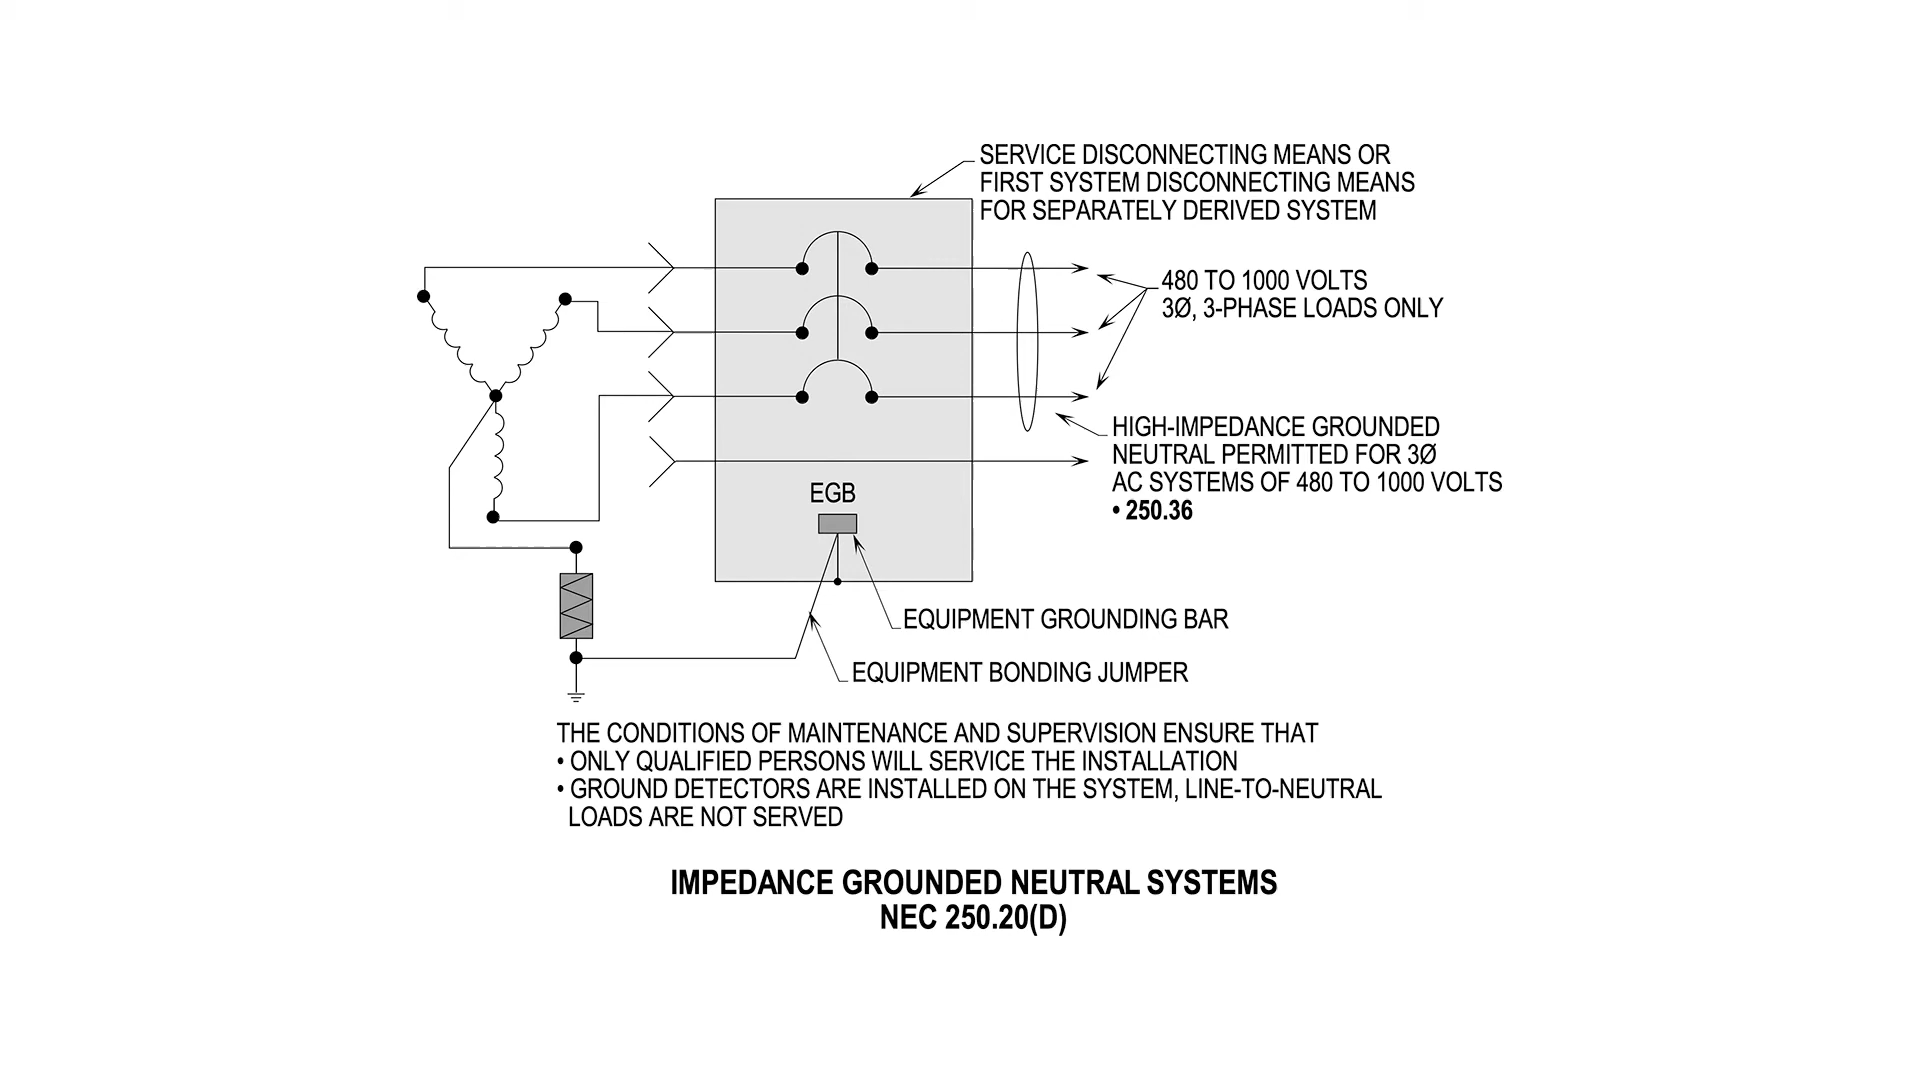 SERVICE DISCONNECTING MEANS OR
FIRST SYSTEM DISCONNECTING MEANS
FOR SEPARATELY DERIVED SYSTEM
480 TO 1000 VOLTS
3Ø, 3-PHASE LOADS ONLY
HIGH-IMPEDANCE GROUNDED
NEUTRAL PERMITTED FOR 3Ø
AC SYSTEMS OF 480 TO 1000 VOLTS
• 250.36
EGB
EQUIPMENT GROUNDING BAR
EQUIPMENT BONDING JUMPER
THE CONDITIONS OF MAINTENANCE AND SUPERVISION ENSURE THAT
• ONLY QUALIFIED PERSONS WILL SERVICE THE INSTALLATION
• GROUND DETECTORS ARE INSTALLED ON THE SYSTEM, LINE-TO-NEUTRAL
LOADS ARE NOT SERVED
IMPEDANCE GROUNDED NEUTRAL SYSTEMS
NEC 250.20(D)